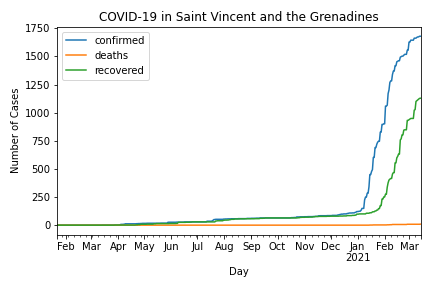 COVID-19 in Saint Vincent and the Grenadines
1750
1500
1250
1000
750
500
250
0
Number of Cases
confirmed
deaths
recovered
Feb Mar Apr May Jun Jul Aug Sep Oct Nov Dec Jan Feb Mar
2021
Day